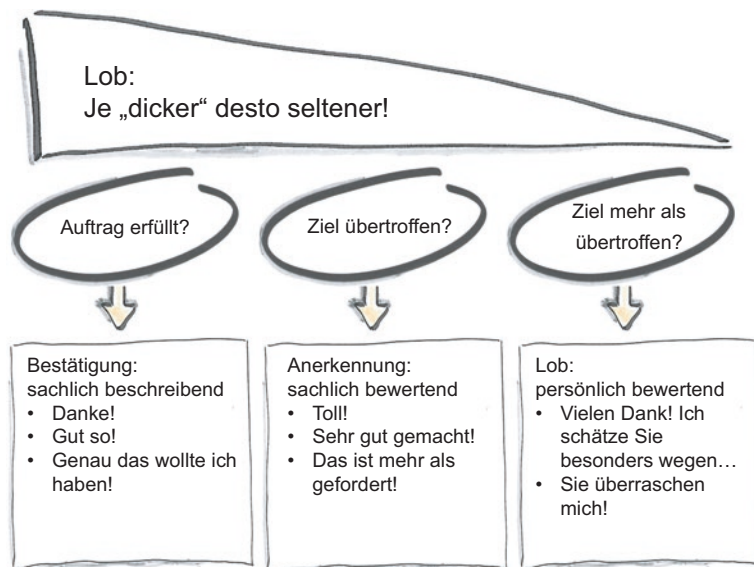 Lob:
Je „dicker“ desto seltener!
Auftrag erfüllt?
Ziel übertroffen?
Ziel mehr als
übertroffen?
Bestätigung:
sachlich beschreibend
• Danke!
• Gut so!
• Genau das wollte ich
haben!
Anerkennung:
sachlich bewertend
• Toll!
• Sehr gut gemacht!
• Das ist mehr als
gefordert!
Lob:
persönlich bewertend
• Vielen Dank! Ich
schätze Sie
besonders wegen…
• Sie überraschen
mich!